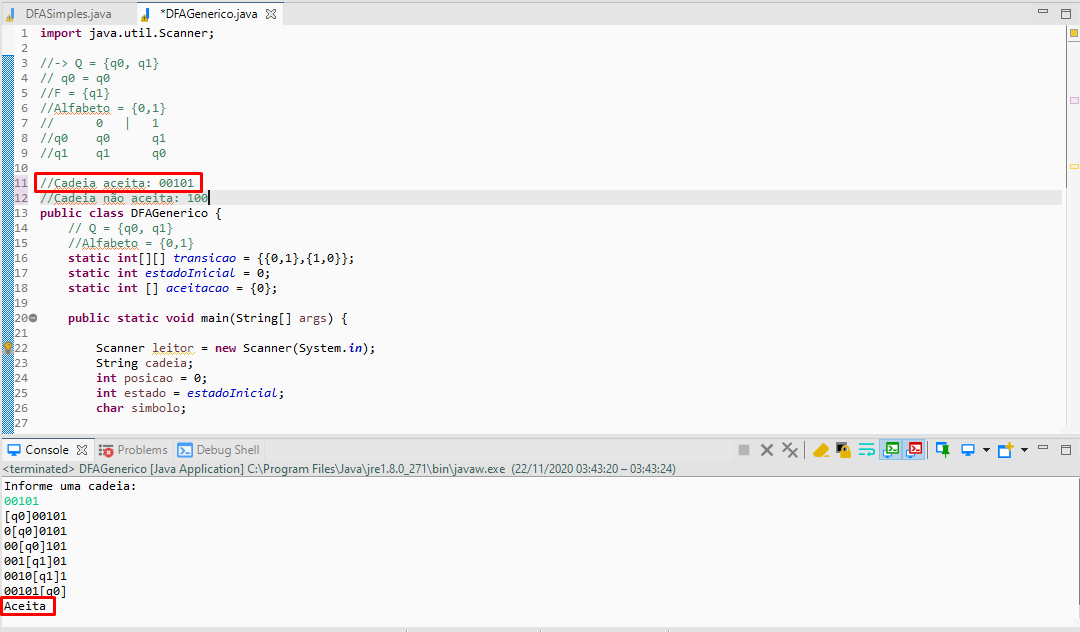 DFASimples.java *DFAGenerico.java
1 import java.util.Scanner;
2
3 //-> Q = {q0, q1}
4 // q0 = q0
5 //F = {q1}
6 //Alfabeto = {0,1}
7 // 0 | 1
8 //q0 q0 q1
9 //q1 q1 q0
10
11 //Cadeia aceita: 00101
12 //Cadeia não aceita: 100
13 public class DFAGenerico {
14 // Q = {q0, q1}
15 //Alfabeto = {0,1}
16 static int[][] transicao = {{0,1},{1,0}};
17 static int estadoInicial = 0;
18 static int [] aceitacao = {0};
19
20 public static void main(String[] args) {
21
22 Scanner leitor = new Scanner(System.in);
23 String cadeia;
24 int posicao = 0;
25 int estado = estadoInicial;
26 char simbolo;
27
Console Problems Debug Shell
<terminated> DFAGenerico [Java Application] C:\Program Files\Java\jre1.8.0_271\bin\javaw.exe (22/11/2020 03:43:20 – 03:43:24)
Informe uma cadeia:
00101
[q0]00101
0[q0]0101
00[q0]101
001[q1]01
0010[q1]1
00101[q0]
Aceita